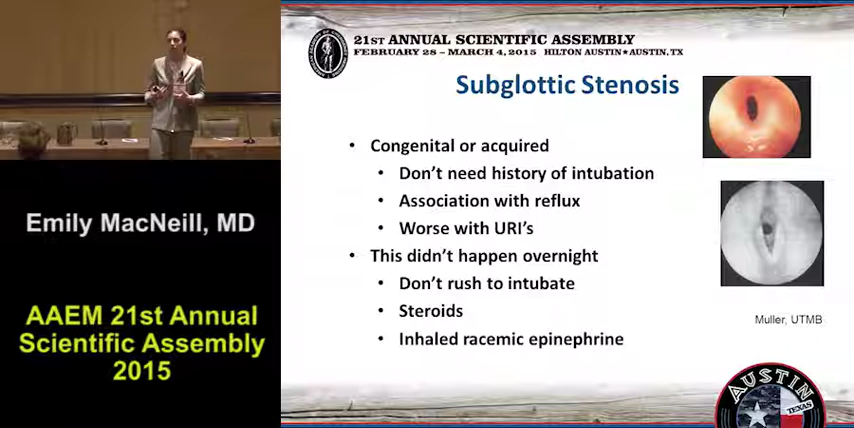 21ST ANNUAL SCIENTIFIC ASSEMBLY
FEBRUARY 28 – MARCH 4, 2015 HILTON AUSTIN★AUSTIN, TX
Subglottic Stenosis
• Congenital or acquired
• Don't need history of intubation
• Association with reflux
• Worse with URI's
• This didn't happen overnight
• Don't rush to intubate
• Steroids
• Inhaled racemic epinephrine
Muller, UTMB
AUSTIN
TEXAS
Emily MacNeill, MD
AAEM 21st Annual
Scientific Assembly
2015